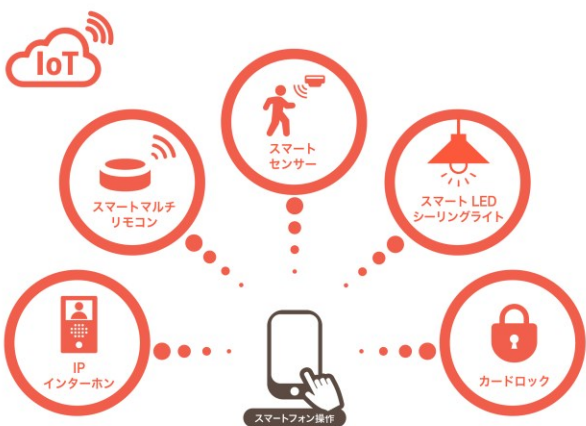 IoT
スマート
センサー
スマートマルチ
リモコン
スマート LED
シーリングライト
IP
インターホン
カードロック
スマートフォン操作